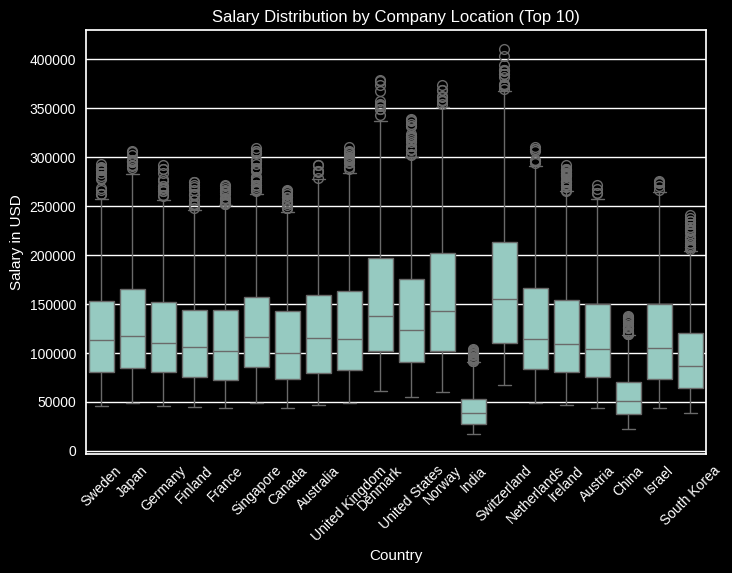 Salary Distribution by Company Location (Top 10)
400000
350000
300000
250000
200000
150000
100000
50000
0
Salary in USD
Sweden
Japan
Germany
Finland
France
Singapore
Canada
Australia
United Kingdom
Denmark
United States
Norway
India
Switzerland
Netherlands
Ireland
Austria
China
Israel
South Korea
Country